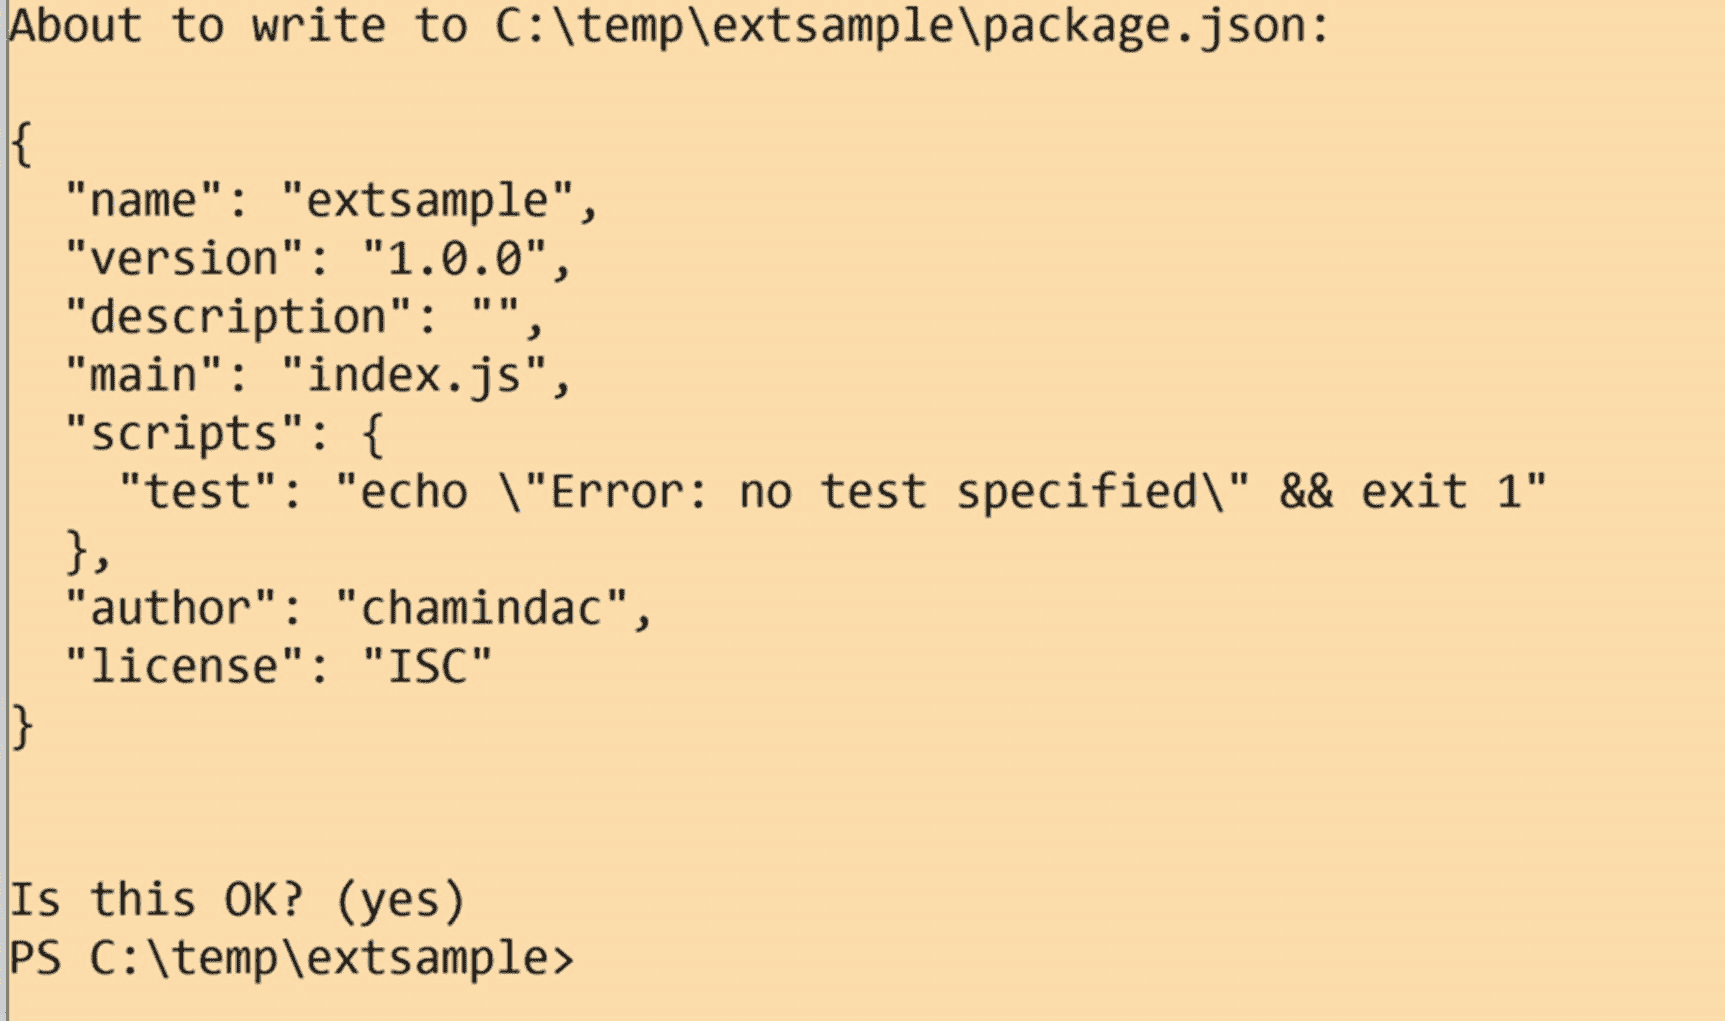 About to write to C:\temp\extsample\package.json:
{
  "name": "extsample",
  "version": "1.0.0",
  "description": "",
  "main": "index.js",
  "scripts": {
    "test": "echo \"Error: no test specified\" && exit 1"
  },
  "author": "chamindac",
  "license": "ISC"
}
Is this OK? (yes)
PS C:\temp\extsample>